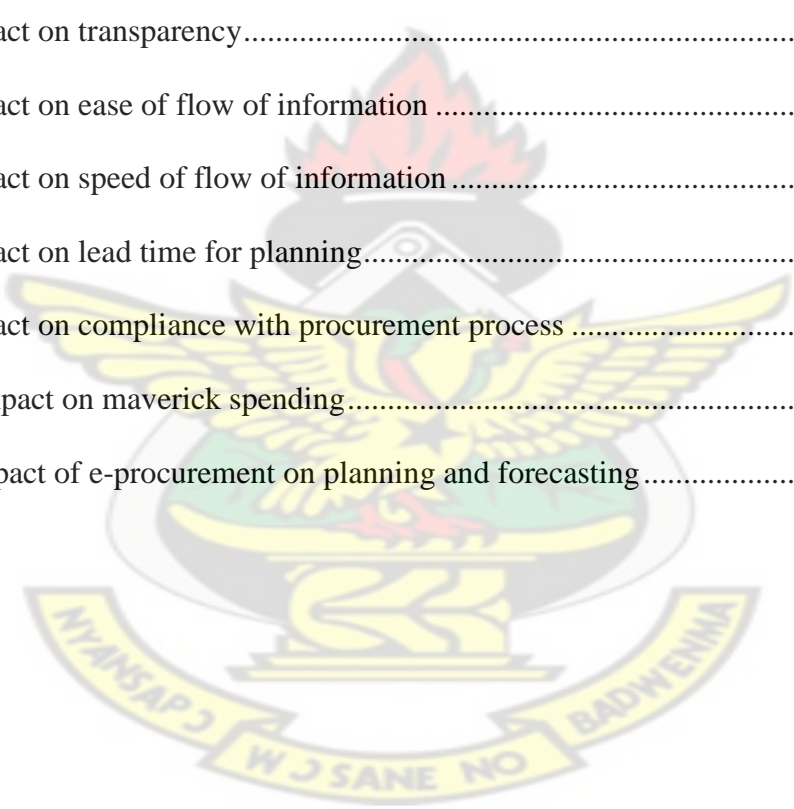 act on transparency.....................................................................
act on ease of flow of information .............................................
act on speed of flow of information ...........................................
act on lead time for planning......................................................
act on compliance with procurement process ............................
pact on maverick spending........................................................
pact of e-procurement on planning and forecasting...................
NYANSAPƆ WƆSANE NO BADWENMA